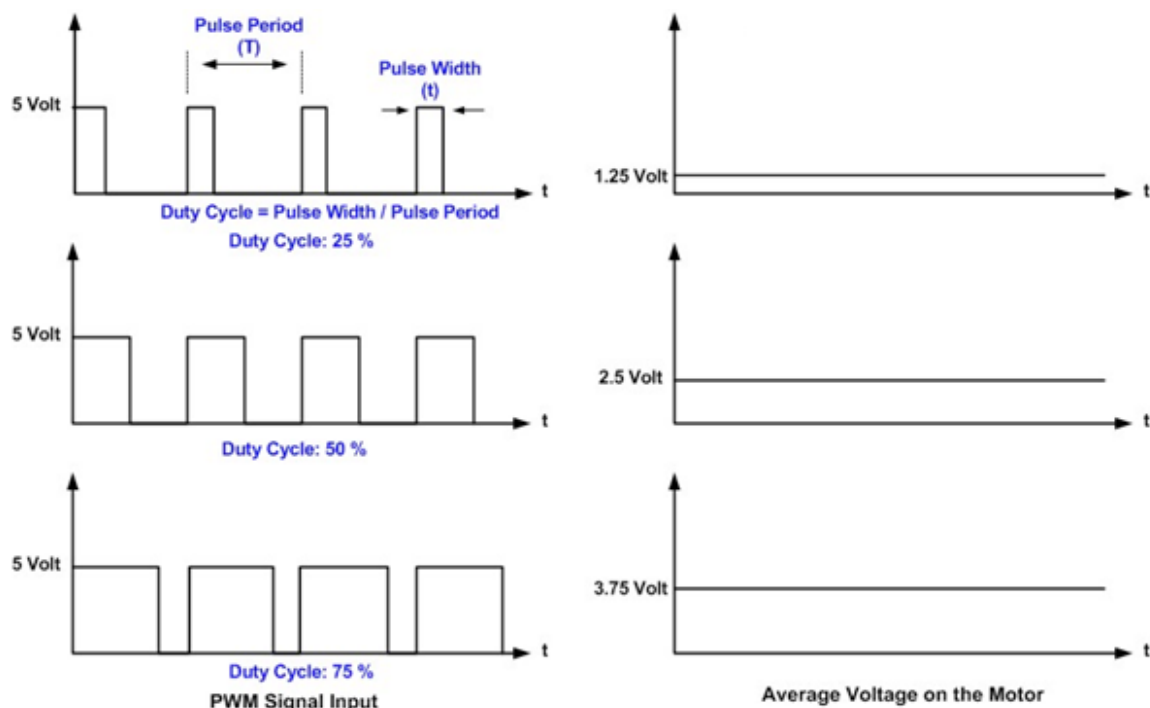 Pulse Period
(T)
Pulse Width
(t)
5 Volt
t
Duty Cycle = Pulse Width / Pulse Period
Duty Cycle: 25 %
1.25 Volt
t
5 Volt
t
Duty Cycle: 50 %
2.5 Volt
t
5 Volt
t
Duty Cycle: 75 %
PWM Signal Input
3.75 Volt
t
Average Voltage on the Motor